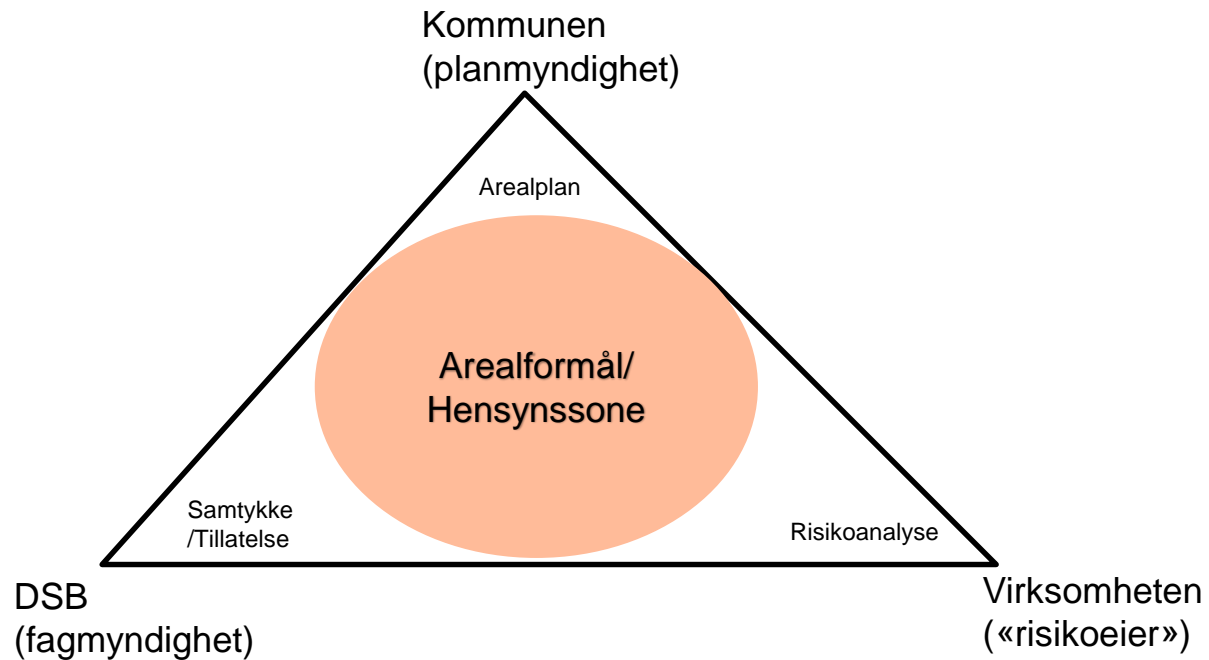 Kommunen
(planmyndighet)
Arealplan
Arealformål/
Hensynssone
Samtykke
/Tillatelse
Risikoanalyse
DSB
(fagmyndighet)
Virksomheten
(«risikoeier»)